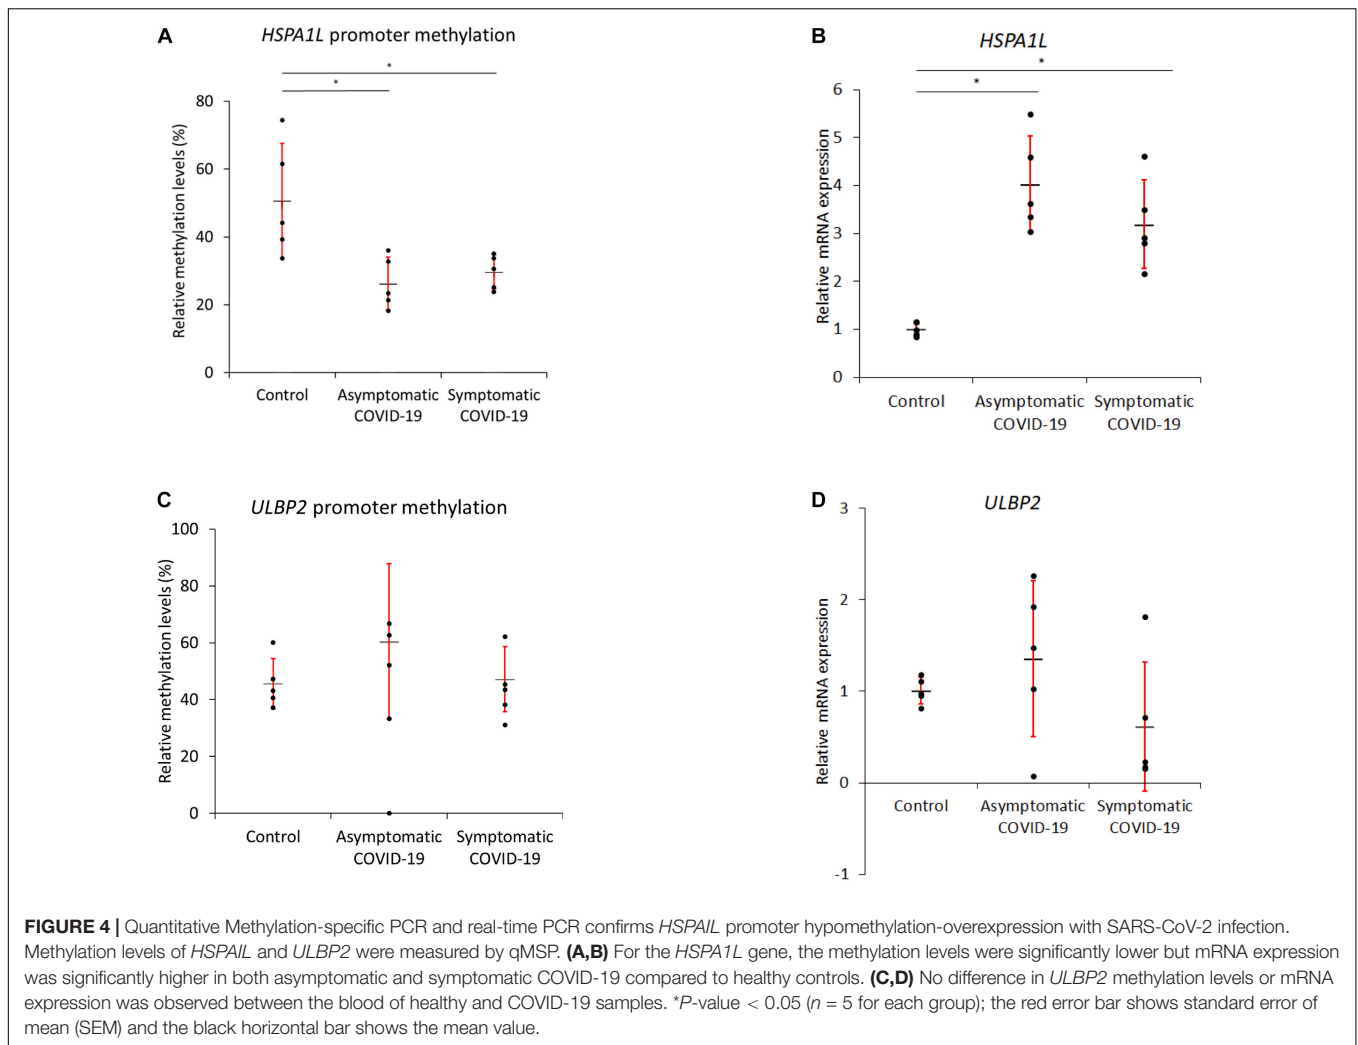 A
HSPA1L promoter methylation
*
*
Relative methylation levels (%)
80
60
40
20
0
Control
Asymptomatic
COVID-19
Symptomatic
COVID-19
B
HSPA1L
*
*
Relative mRNA expression
6
5
4
3
2
1
0
Control
Asymptomatic
COVID-19
Symptomatic
COVID-19
C
ULBP2 promoter methylation
Relative methylation levels (%)
100
80
60
40
20
0
Control
Asymptomatic
COVID-19
Symptomatic
COVID-19
D
ULBP2
Relative mRNA expression
3
2
1
0
-1
Control
Asymptomatic
COVID-19
Symptomatic
COVID-19
FIGURE 4 | Quantitative Methylation-specific PCR and real-time PCR confirms HSPAIL promoter hypomethylation-overexpression with SARS-CoV-2 infection.
Methylation levels of HSPAIL and ULBP2 were measured by qMSP. (A,B) For the HSPA1L gene, the methylation levels were significantly lower but mRNA expression
was significantly higher in both asymptomatic and symptomatic COVID-19 compared to healthy controls. (C,D) No difference in ULBP2 methylation levels or mRNA
expression was observed between the blood of healthy and COVID-19 samples. *P-value < 0.05 (n = 5 for each group); the red error bar shows standard error of
mean (SEM) and the black horizontal bar shows the mean value.